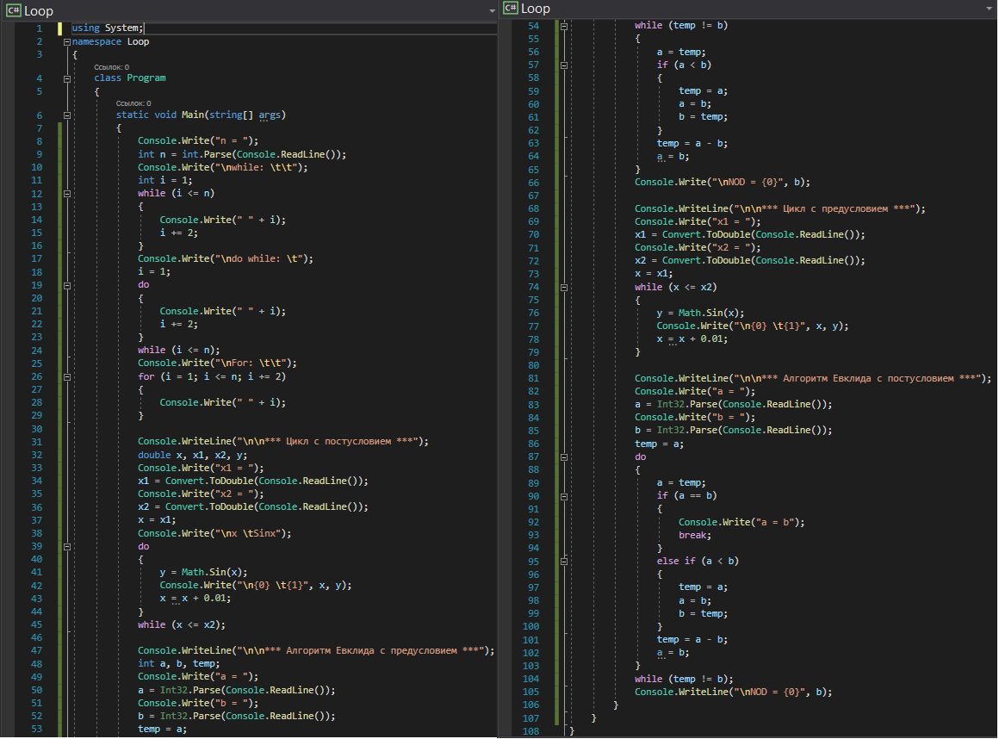 C# Loop
1 using System;
2 namespace Loop
3 {
Ссылок: 0
4 class Program
5 {
Ссылок: 0
6 static void Main(string[] args)
7 {
8 Console.Write("n = ");
9 int n = int.Parse(Console.ReadLine());
10 Console.Write("\nwhile: \t\t");
11 int i = 1;
12 while (i <= n)
13 {
14 Console.Write(" " + i);
15 i += 2;
16 }
17 Console.Write("\ndo while: \t");
18 i = 1;
19 do
20 {
21 Console.Write(" " + i);
22 i += 2;
23 }
24 while (i <= n);
25 Console.Write("\nFor: \t\t");
26 for (i = 1; i <= n; i += 2)
27 {
28 Console.Write(" " + i);
29 }
30
31 Console.WriteLine("\n\n*** Цикл с постусловием ***");
32 double x, x1, x2, y;
33 Console.Write("x1 = ");
34 x1 = Convert.ToDouble(Console.ReadLine());
35 Console.Write("x2 = ");
36 x2 = Convert.ToDouble(Console.ReadLine());
37 x = x1;
38 Console.Write("\nx \tSinx");
39 do
40 {
41 y = Math.Sin(x);
42 Console.Write("\n{0} \t{1}", x, y);
43 x = x + 0.01;
44 }
45 while (x <= x2);
46
47 Console.WriteLine("\n\n*** Алгоритм Евклида с предусловием ***");
48 int a, b, temp;
49 Console.Write("a = ");
50 a = Int32.Parse(Console.ReadLine());
51 Console.Write("b = ");
52 b = Int32.Parse(Console.ReadLine());
53 temp = a;
C# Loop
54 while (temp != b)
55 {
56 a = temp;
57 if (a < b)
58 {
59 temp = a;
60 a = b;
61 b = temp;
62 }
63 temp = a - b;
64 a = b;
65 }
66 Console.Write("\nNOD = {0}", b);
67
68 Console.WriteLine("\n\n*** Цикл с предусловием ***");
69 Console.Write("x1 = ");
70 x1 = Convert.ToDouble(Console.ReadLine());
71 Console.Write("x2 = ");
72 x2 = Convert.ToDouble(Console.ReadLine());
73 x = x1;
74 while (x <= x2)
75 {
76 y = Math.Sin(x);
77 Console.Write("\n{0} \t{1}", x, y);
78 x = x + 0.01;
79 }
80
81 Console.WriteLine("\n\n*** Алгоритм Евклида с постусловием ***");
82 Console.Write("a = ");
83 a = Int32.Parse(Console.ReadLine());
84 Console.Write("b = ");
85 b = Int32.Parse(Console.ReadLine());
86 temp = a;
87 do
88 {
89 a = temp;
90 if (a == b)
91 {
92 Console.Write("a = b");
93 break;
94 }
95 else if (a < b)
96 {
97 temp = a;
98 a = b;
99 b = temp;
100 }
101 temp = a - b;
102 a = b;
103 }
104 while (temp != b);
105 Console.WriteLine("\nNOD = {0}", b);
106 }
107 }
108 }